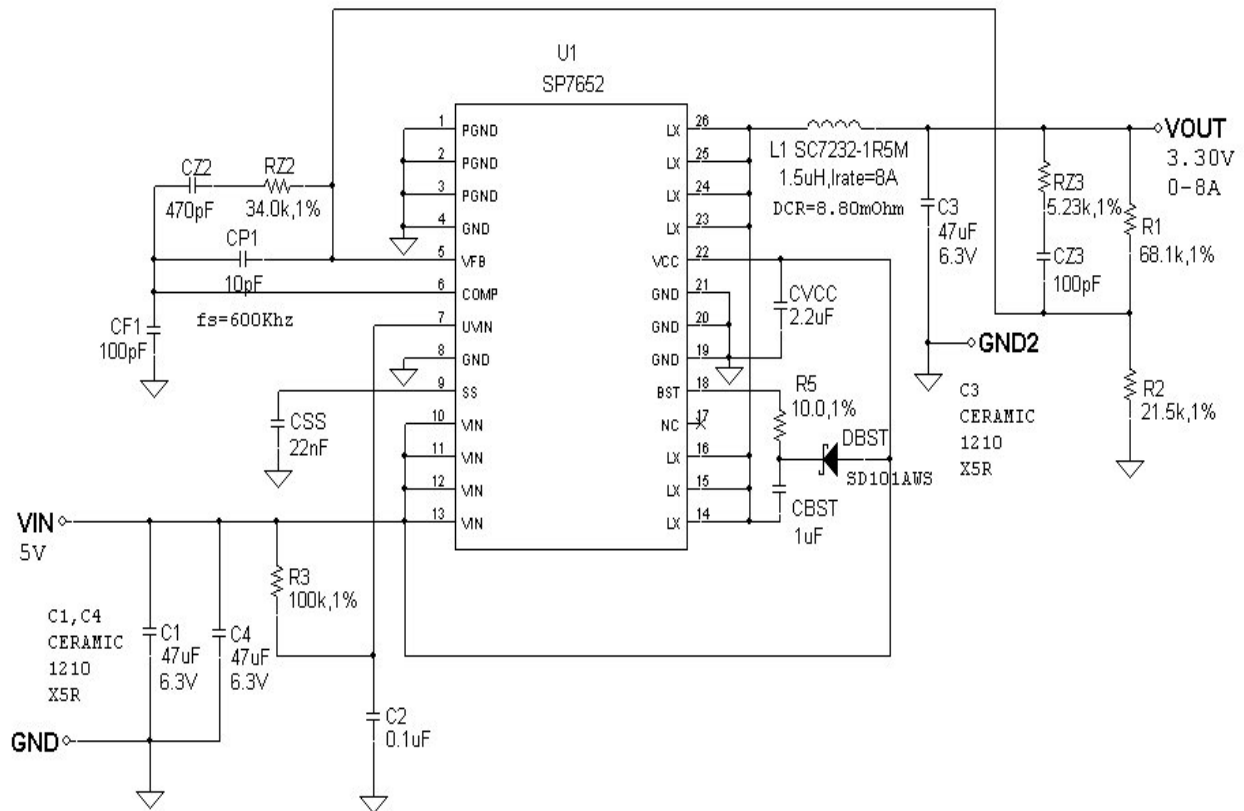 U1
SP7652
1 PGND
2 PGND
3 PGND
4 GND
5 VFB
6 COMP
7 UVIN
8 GND
9 SS
10 VIN
11 VIN
12 VIN
13 VIN
LX 26
LX 25
LX 24
LX 23
VCC 22
GND 21
GND 20
GND 19
BST 18
NC 17
LX 16
LX 15
LX 14
CZ2
470pF
RZ2
34.0k,1%
CP1
10pF
fs=600Khz
CF1
100pF
CSS
22nF
VIN
5V
R3
100k,1%
C1,C4
CERAMIC
1210
X5R
C1
47uF
6.3V
C4
47uF
6.3V
GND
C2
0.1uF
L1 SC7232-1R5M
1.5uH,Irate=8A
DCR=8.80mOhm
C3
47uF
6.3V
RZ3
5.23k,1%
CZ3
100pF
R1
68.1k,1%
VOUT
3.30V
0-8A
CVCC
2.2uF
GND2
R5
10.0,1%
DBST
SD101AWS
CBST
1uF
C3
CERAMIC
1210
X5R
R2
21.5k,1%